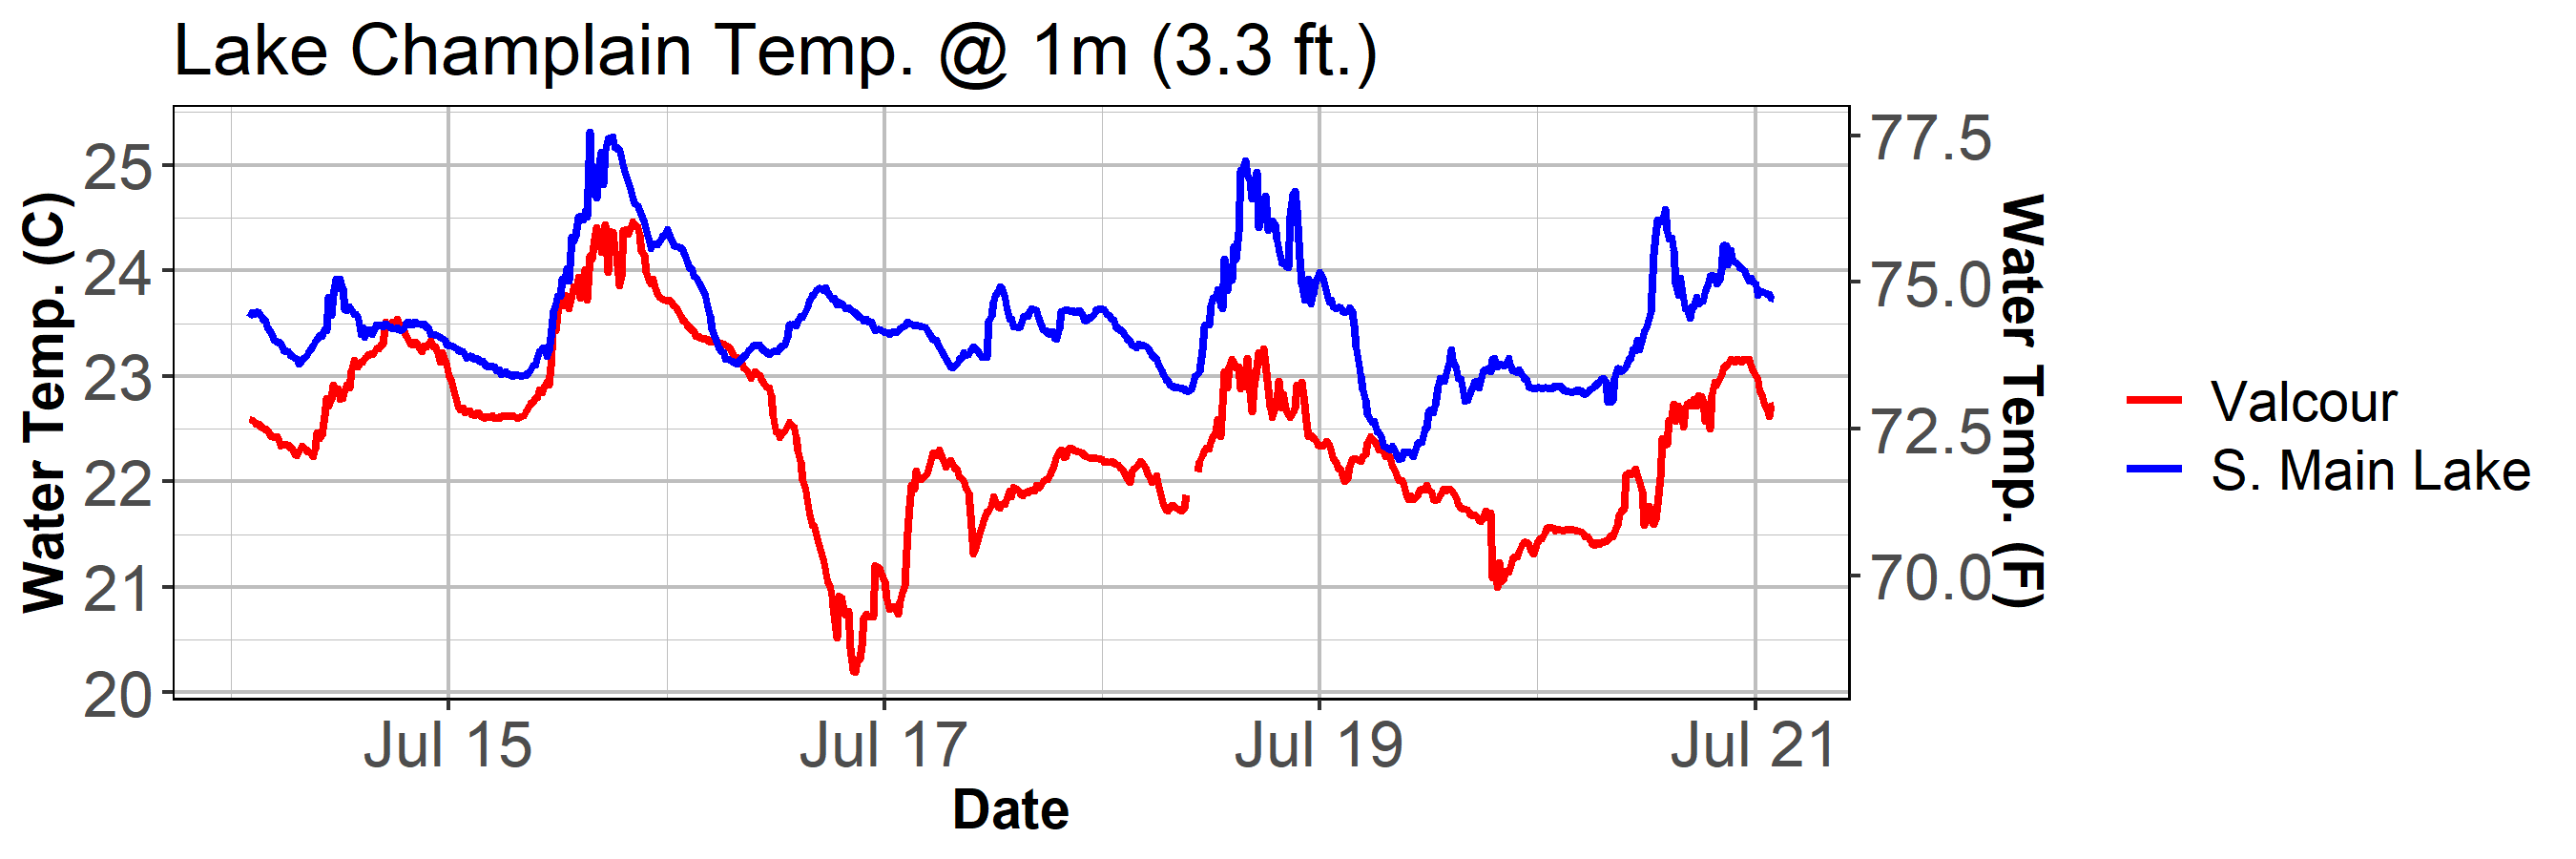 Lake Champlain Temp. @ 1m (3.3 ft.)
Water Temp. (C)
25
24
23
22
21
20
77.5
75.0
72.5
70.0
Water Temp. (F)
Jul 15
Jul 17
Jul 19
Jul 21
Date
Valcour
S. Main Lake